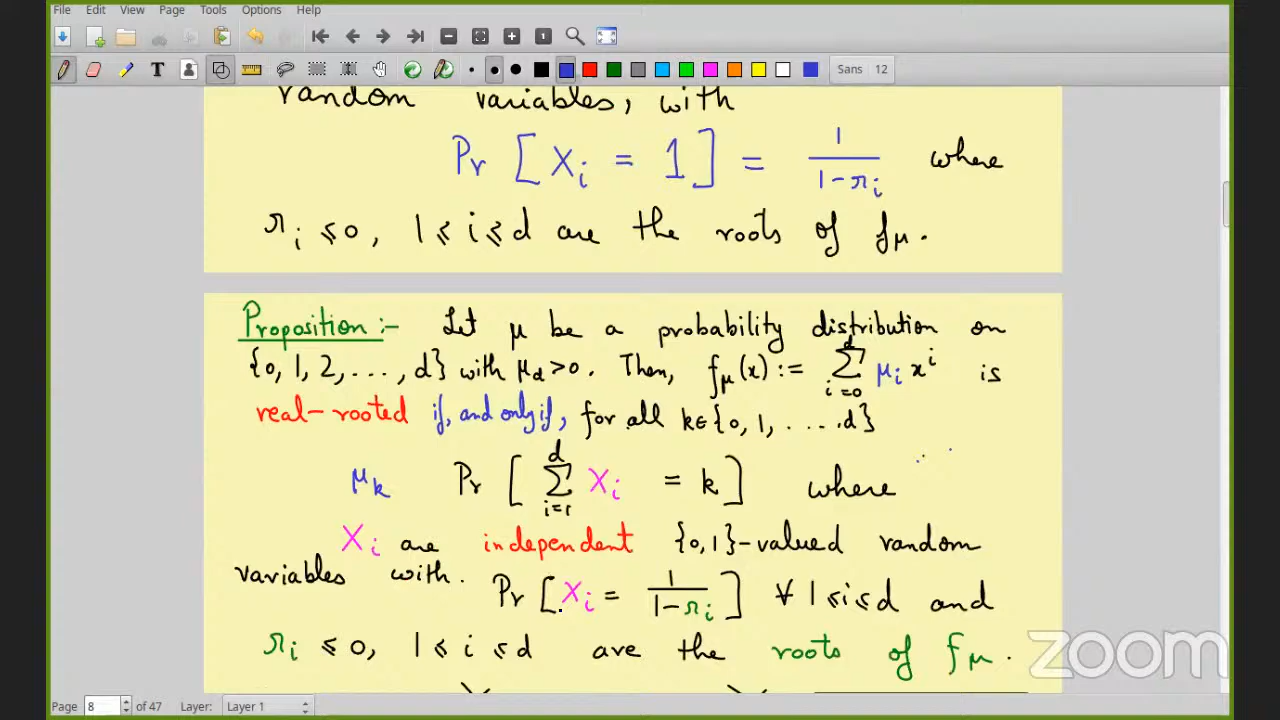 File Edit View Page Tools Options Help
Sans 12
random variables, with
Pr [ X_i = 1 ] = 1/(1-r_i) where
r_i ⩽ 0, 1 ⩽ i ⩽ d are the roots of f_μ.
Proposition :- Let μ be a probability distribution on
{0, 1, 2, ..., d} with μ_d > 0. Then, f_μ(x) := ∑_{i=0}^{d} μ_i x^i is
real-rooted if, and only if, for all k ∈ {0, 1, ..... d}
μ_k Pr [ ∑_{i=1}^{d} X_i = k ] where
X_i are independent {0,1}-valued random
variables with. Pr [ X_i = 1/(1-r_i) ] ∀ 1 ⩽ i ⩽ d and
r_i ⩽ 0, 1 ⩽ i ⩽ d are the roots of f_μ.
zoom
Page 8 of 47 Layer: Layer 1